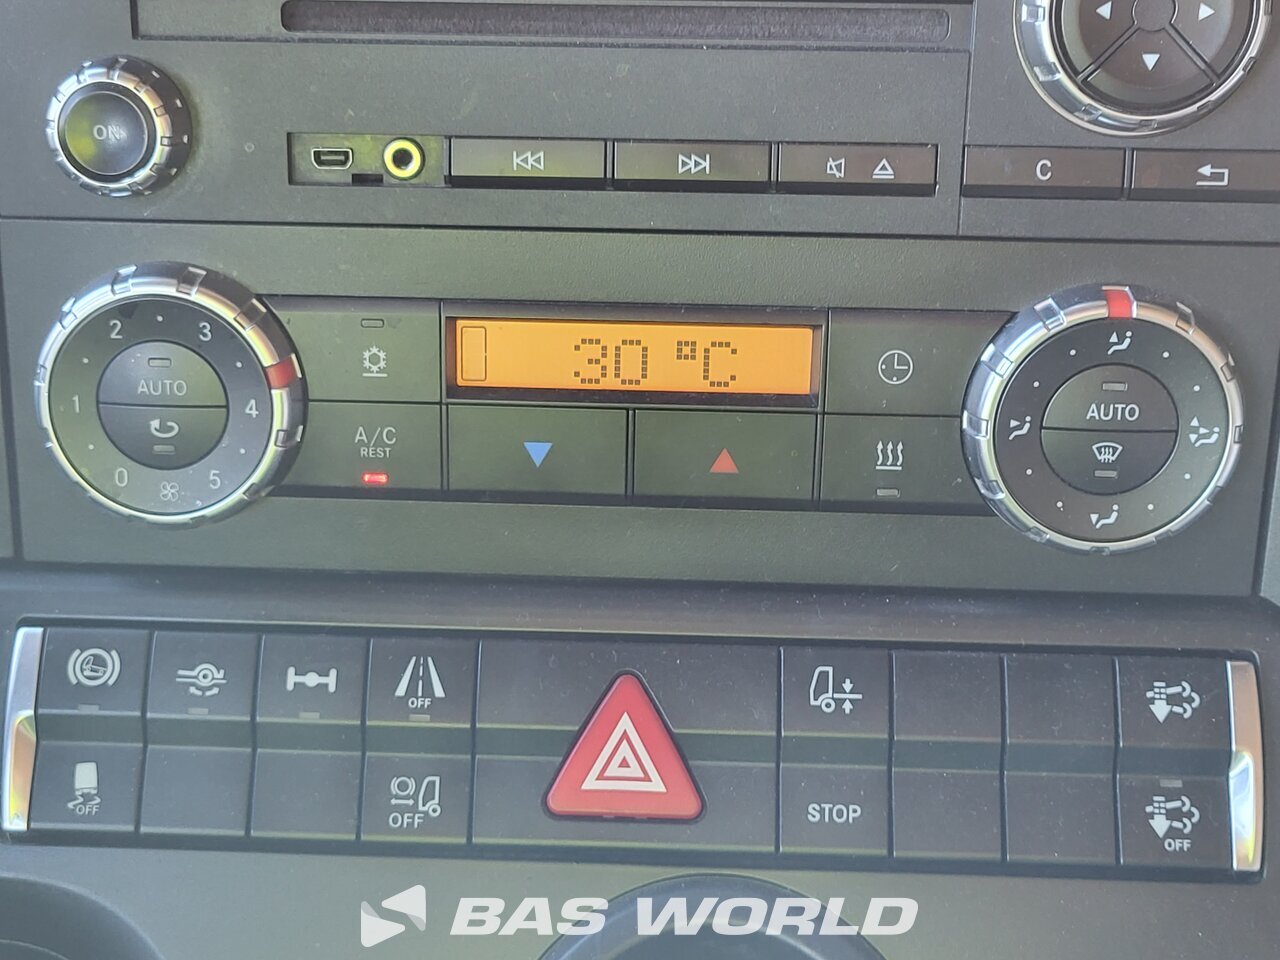 ON
C
2 3
AUTO
1 4
0 5
30 °C
A/C
REST
AUTO
OFF
OFF
OFF
STOP
OFF
BAS WORLD